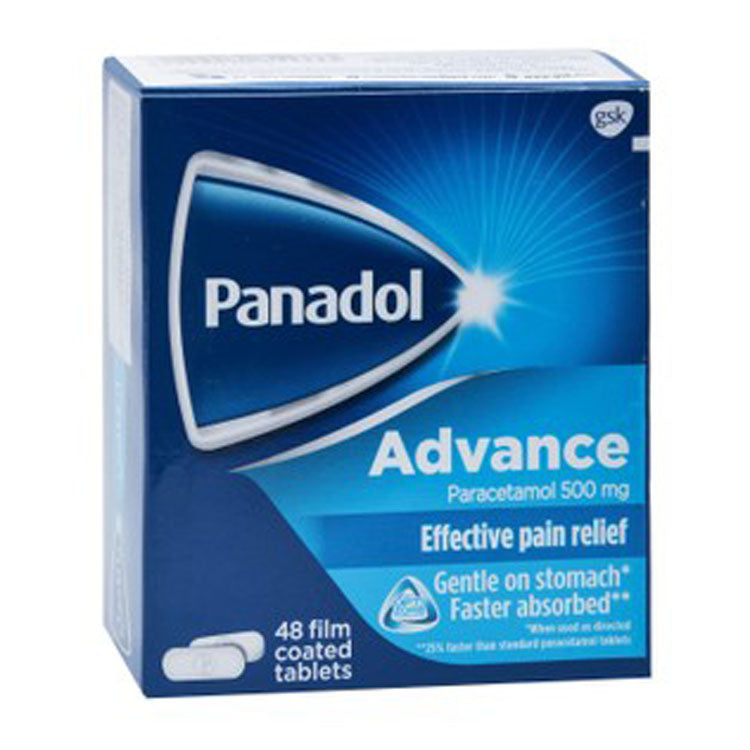 gsk
Panadol
Advance
Paracetamol 500 mg
Effective pain relief
Gentle on stomach*
Faster absorbed**
*When used as directed
**25% faster than standard paracetamol tablets
48 film
coated
tablets